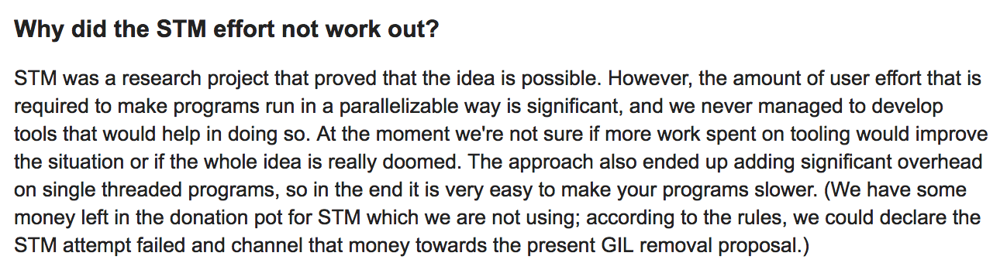 Why did the STM effort not work out?
STM was a research project that proved that the idea is possible. However, the amount of user effort that is
required to make programs run in a parallelizable way is significant, and we never managed to develop
tools that would help in doing so. At the moment we're not sure if more work spent on tooling would improve
the situation or if the whole idea is really doomed. The approach also ended up adding significant overhead
on single threaded programs, so in the end it is very easy to make your programs slower. (We have some
money left in the donation pot for STM which we are not using; according to the rules, we could declare the
STM attempt failed and channel that money towards the present GIL removal proposal.)